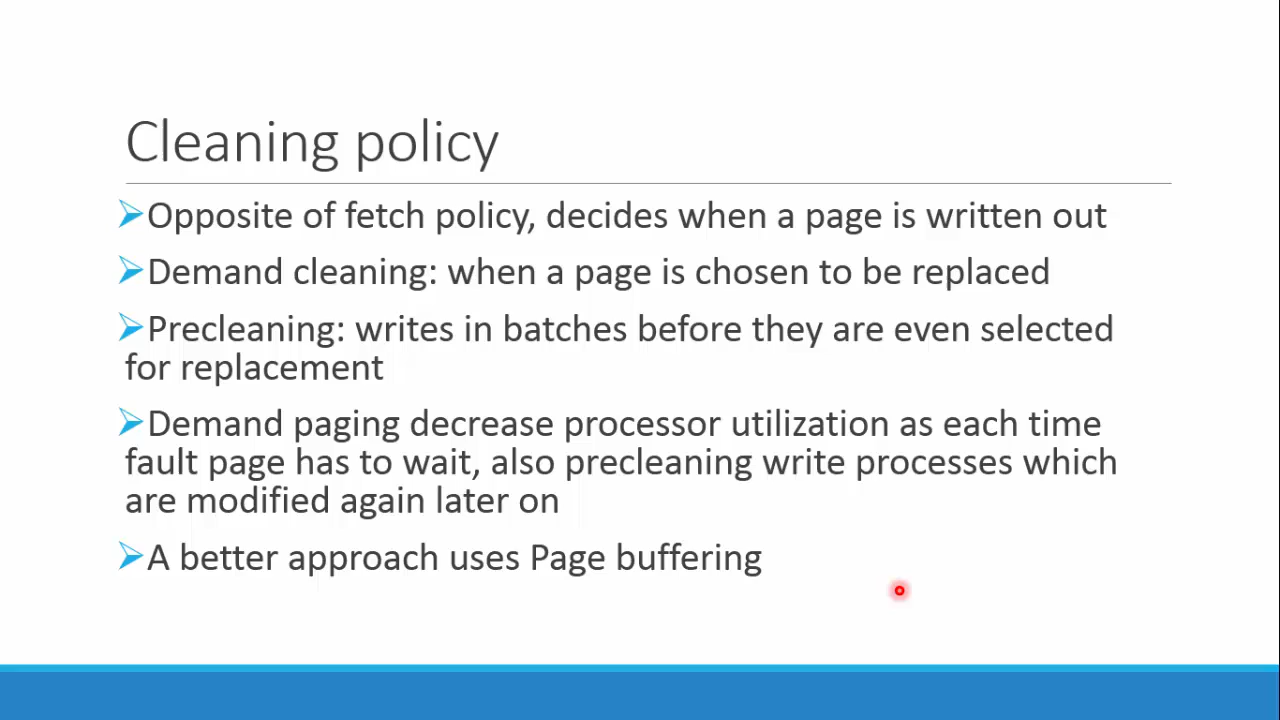 Cleaning policy
➢Opposite of fetch policy, decides when a page is written out
➢Demand cleaning: when a page is chosen to be replaced
➢Precleaning: writes in batches before they are even selected
for replacement
➢Demand paging decrease processor utilization as each time
fault page has to wait, also precleaning write processes which
are modified again later on
➢A better approach uses Page buffering